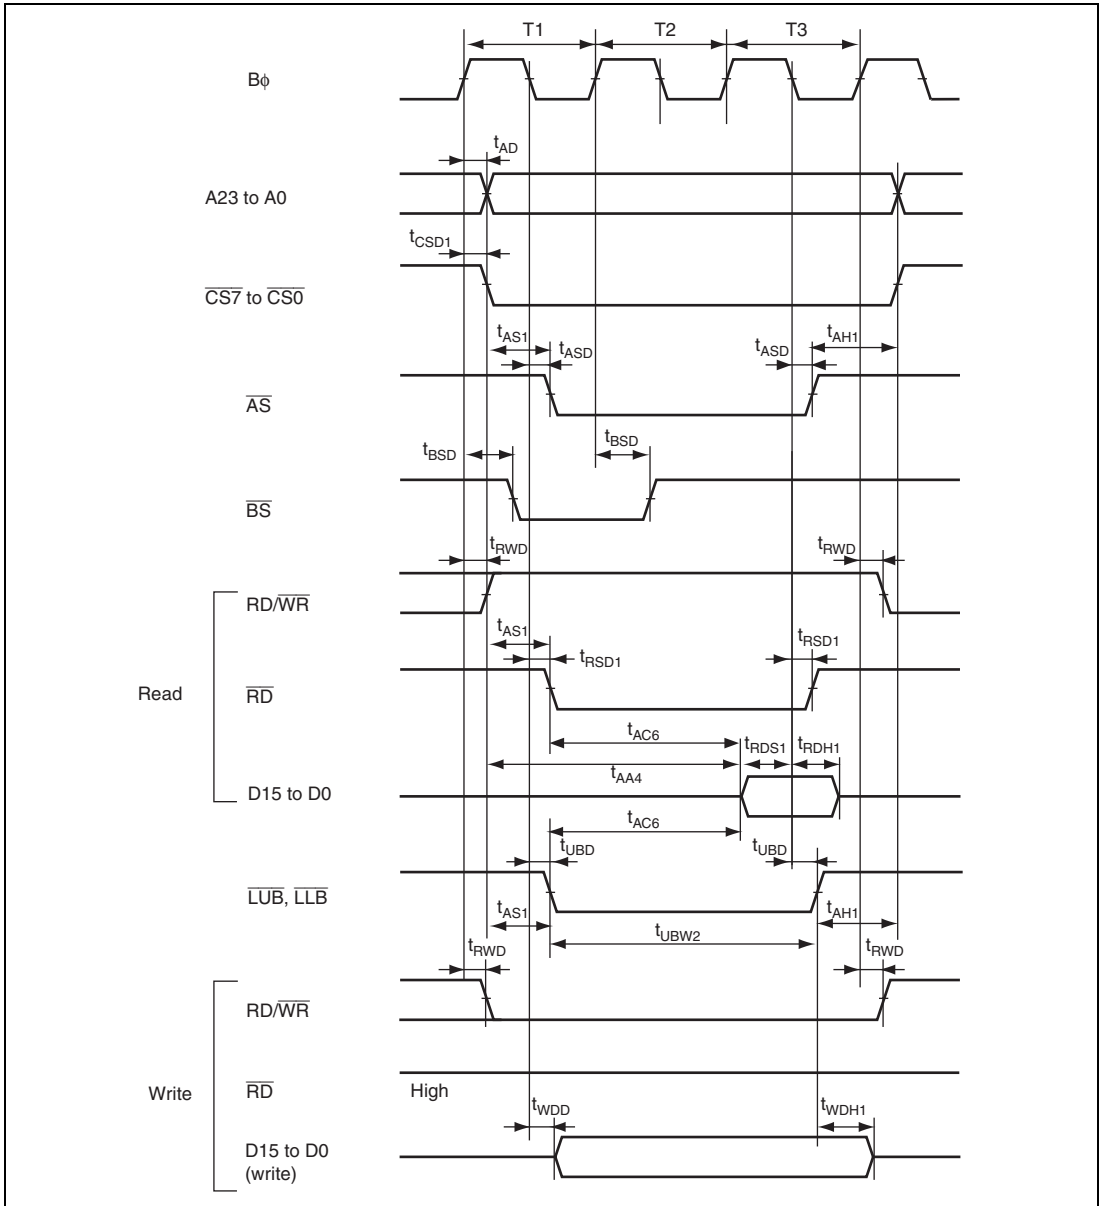 T1 T2 T3
Bϕ
tAD
A23 to A0
tCSD1
CS7 to CS0
tAS1 tASD tASD tAH1
AS
tBSD tBSD
BS
tRWD tRWD
RD/WR
tAS1 tRSD1 tRSD1
Read
RD
tAC6 tRDS1 tRDH1
tAA4
D15 to D0
tAC6
tUBD tUBD
LUB, LLB
tAS1 tUBW2 tAH1
tRWD tRWD
RD/WR
Write
RD High
tWDD tWDH1
D15 to D0
(write)